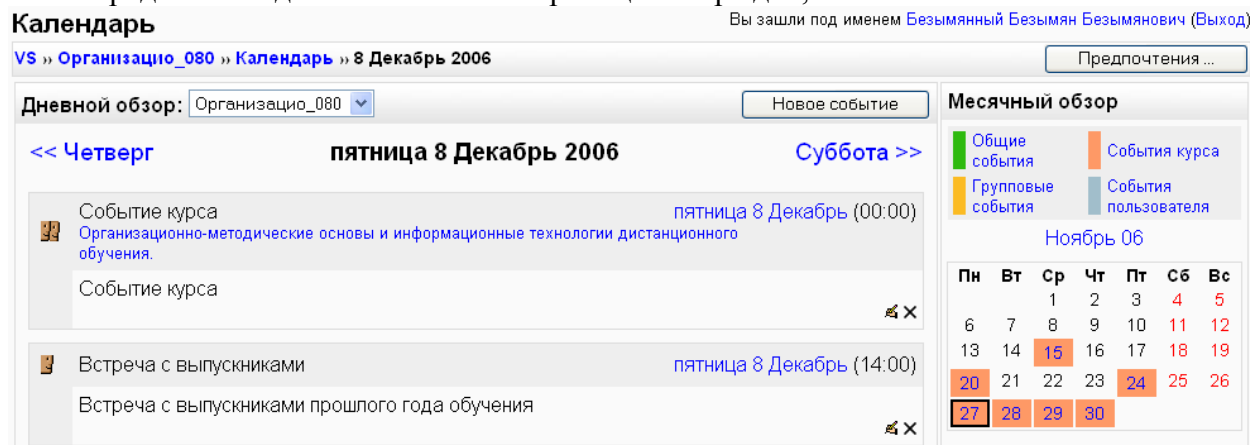 Календарь
Вы зашли под именем Безымянный Безымян Безымянович (Выход)
VS » Организацио_080 » Календарь » 8 Декабрь 2006
Предпочтения ...
Дневной обзор: Организацио_080
Новое событие
<< Четверг
пятница 8 Декабрь 2006
Суббота >>
Событие курса
пятница 8 Декабрь (00:00)
Организационно-методические основы и информационные технологии дистанционного
обучения.
Событие курса
Встреча с выпускниками
пятница 8 Декабрь (14:00)
Встреча с выпускниками прошлого года обучения
Месячный обзор
Общие
события
События курса
Групповые
события
События
пользователя
Ноябрь 06
Пн Вт Ср Чт Пт Сб Вс
1 2 3 4 5
6 7 8 9 10 11 12
13 14 15 16 17 18 19
20 21 22 23 24 25 26
27 28 29 30